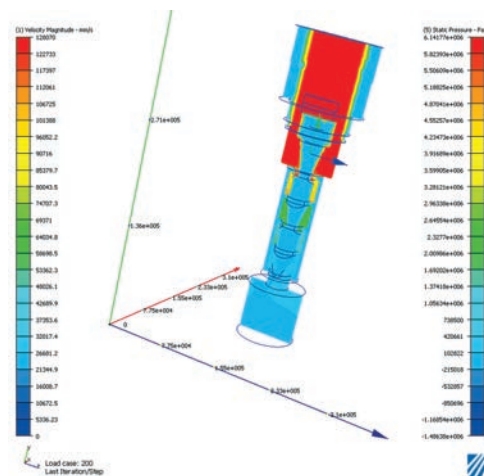 (1) Velocity Magnitude - mm/s
128070
122733
117397
112061
106725
101388
96052.2
90716
85379.7
80043.5
74707.3
69371
64034.8
58698.5
53362.3
48026.1
42689.9
37353.6
32017.4
26681.2
21344.9
16008.7
10672.5
5336.23
0
2.71e+005
1.36e+005
3.1e+005
2.33e+005
1.55e+005
7.75e+004
0
7.75e+004
1.55e+005
2.33e+005
3.1e+005
(5) Static Pressure - Pa
6.14177e+006
5.82393e+006
5.50609e+006
5.18825e+006
4.87041e+006
4.55257e+006
4.23473e+006
3.91689e+006
3.59905e+006
3.28121e+006
2.96338e+006
2.64554e+006
2.3277e+006
2.00986e+006
1.69202e+006
1.37418e+006
1.05634e+006
738500
420661
102822
-215018
-532857
-850696
-1.16854e+006
-1.48638e+006
Load case: 200
Last Iteration/Step